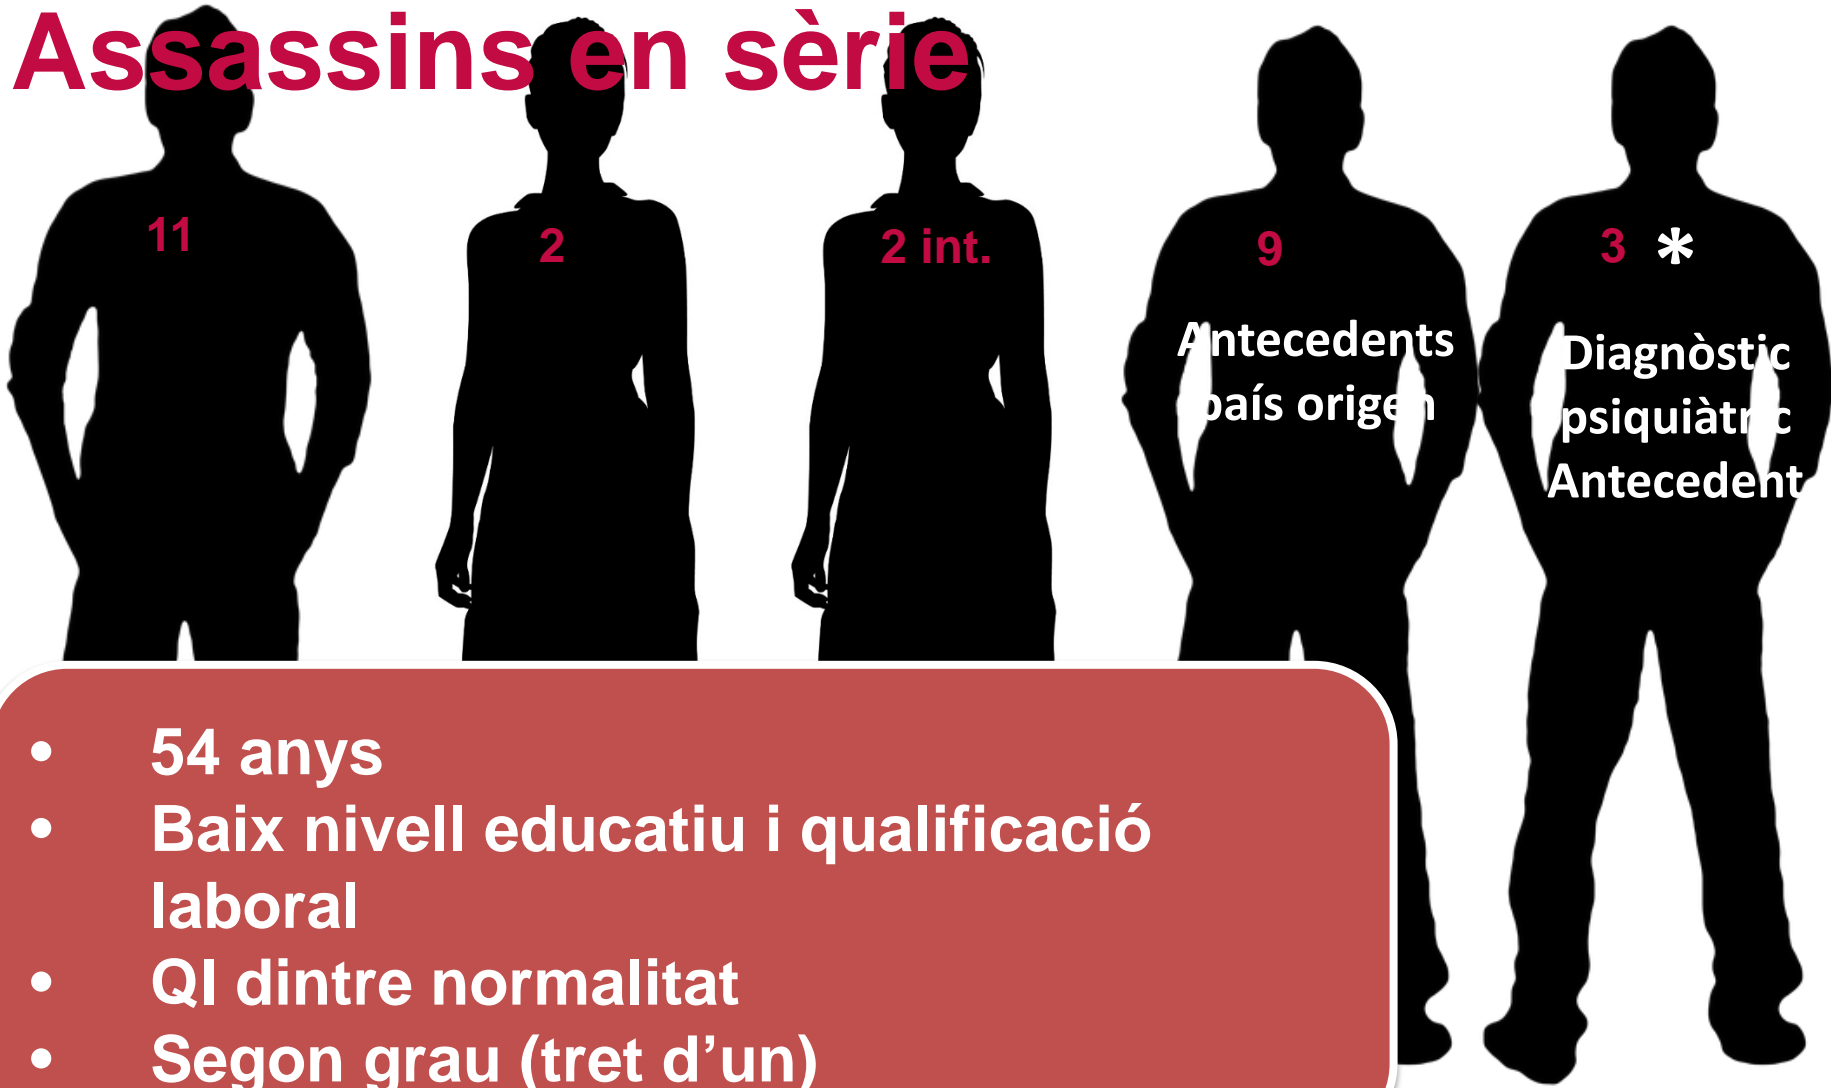 Assassins en sèrie
11
2
2 int.
9
3 *
Antecedents
país origen
Diagnòstic
psiquiàtric
Antecedent
• 54 anys
• Baix nivell educatiu i qualificació
laboral
• QI dintre normalitat
• Segon grau (tret d’un)